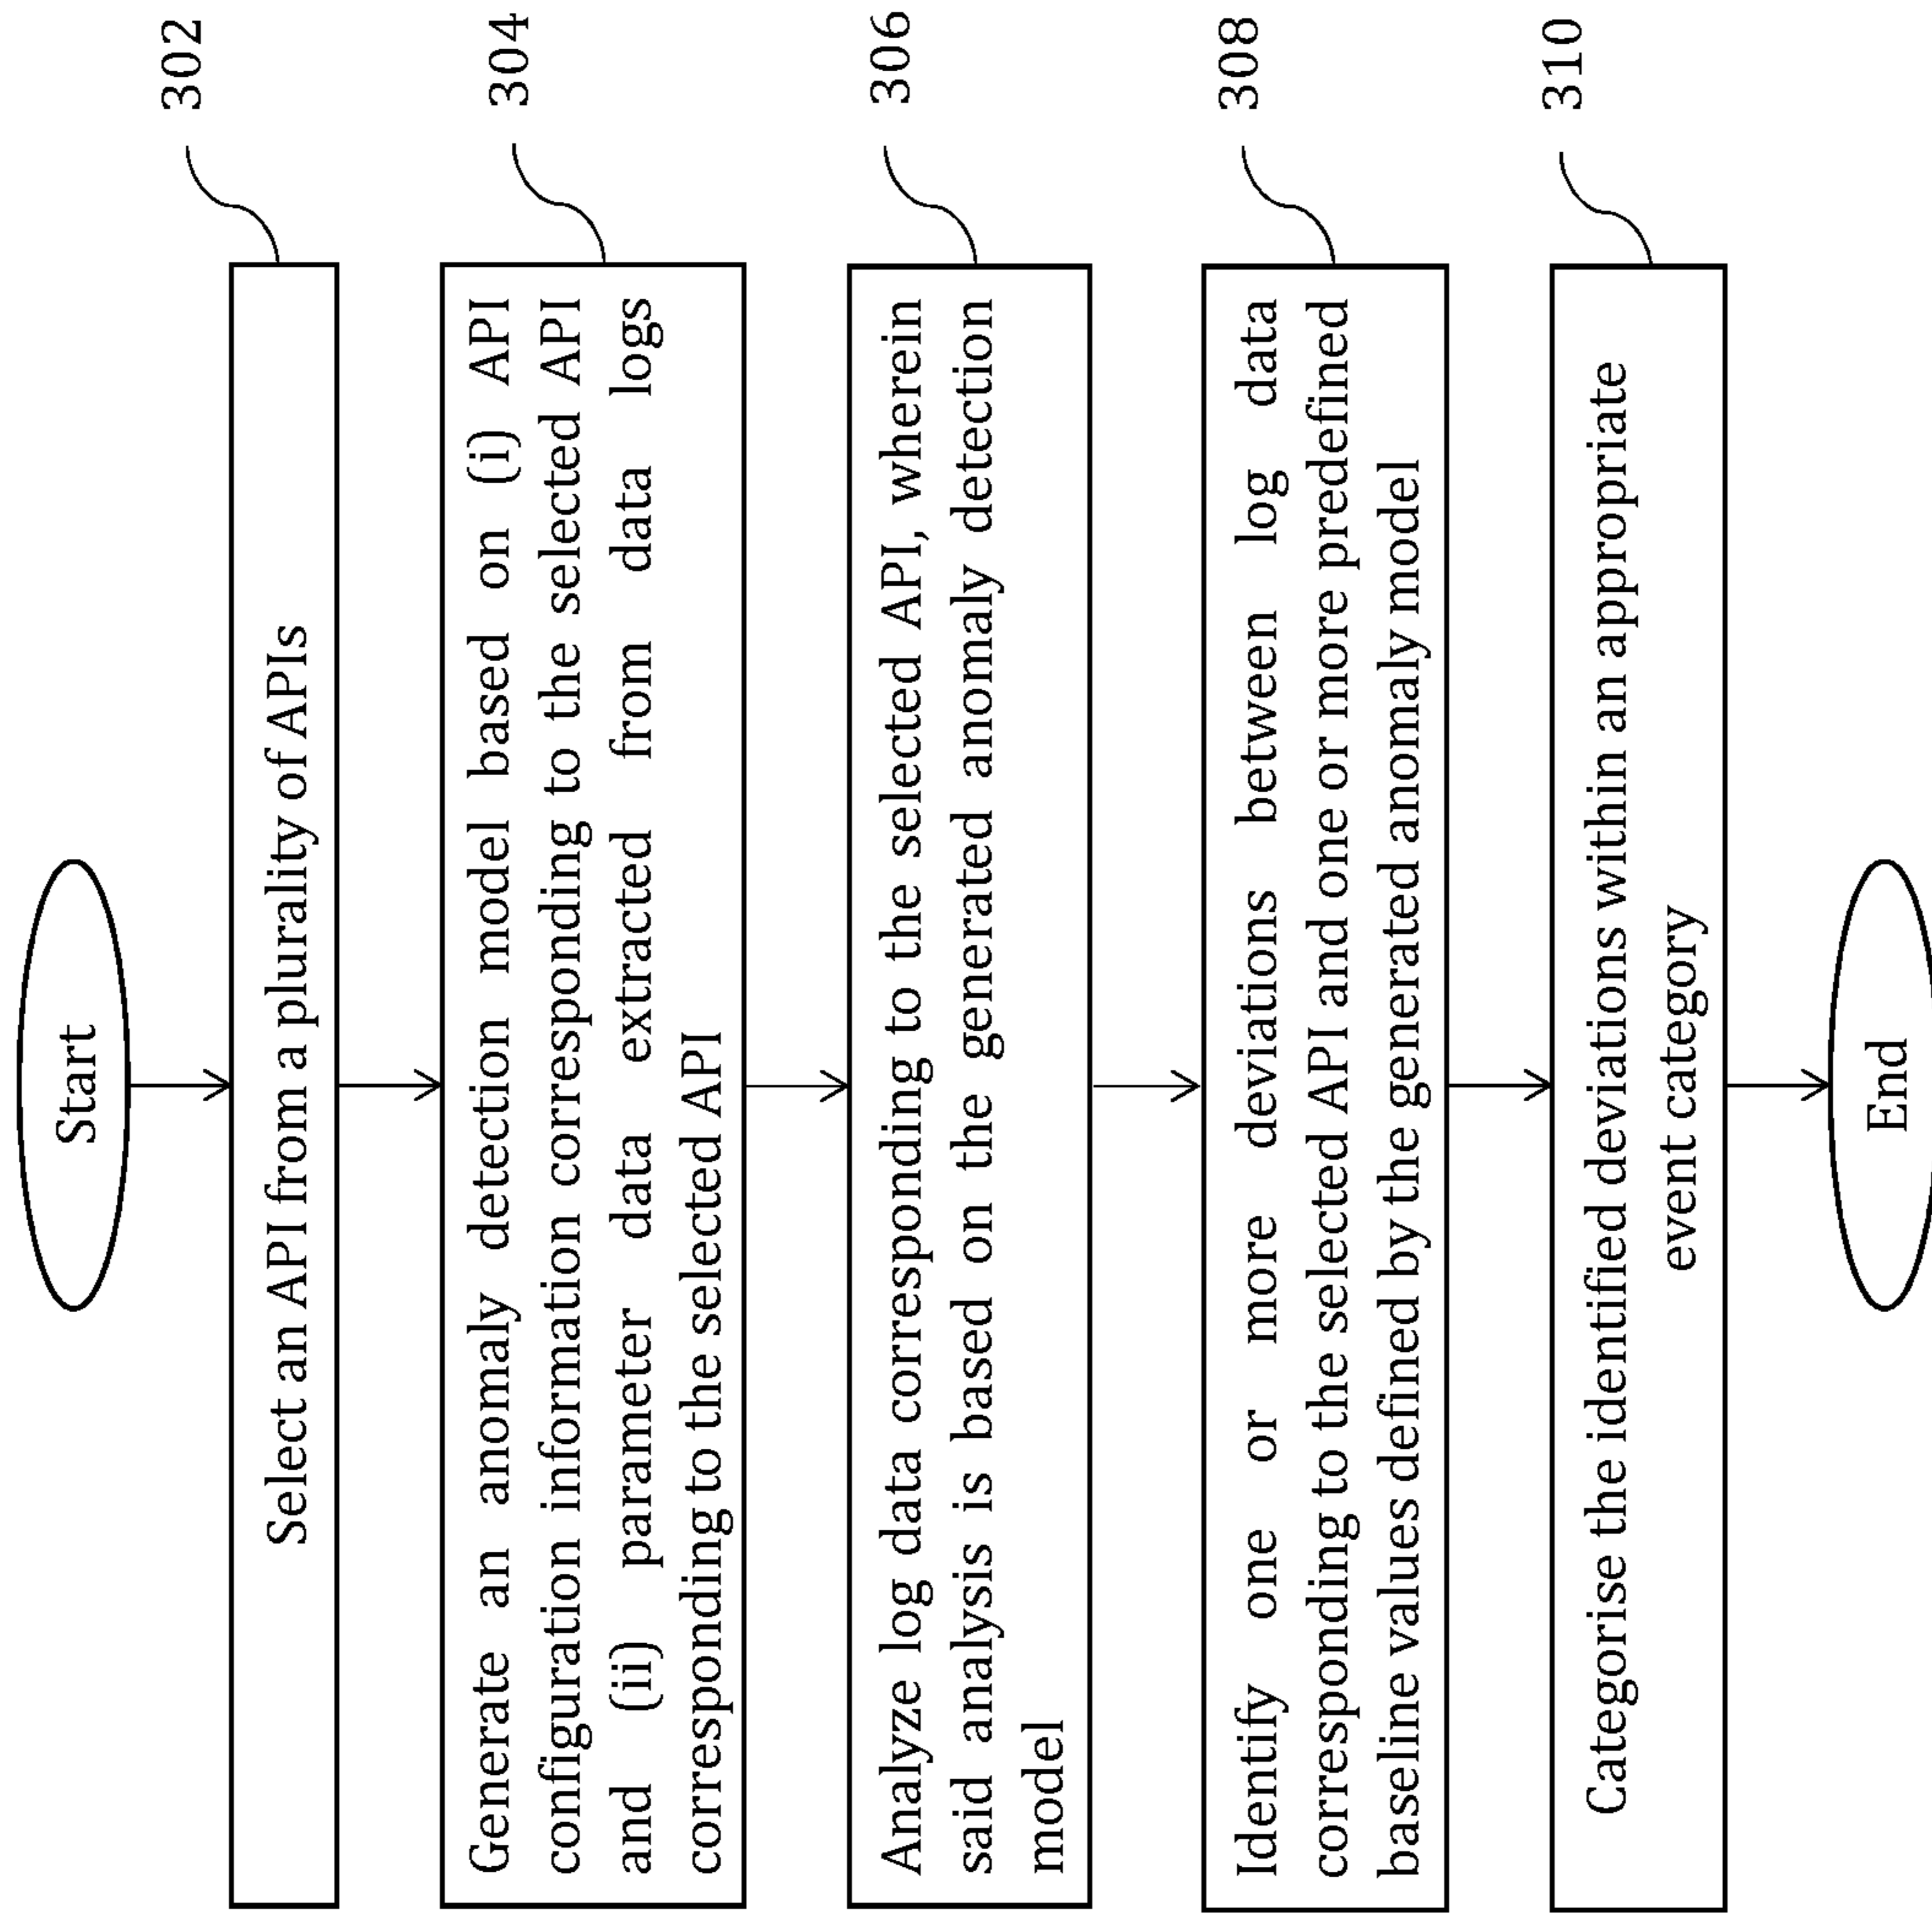 Start
302
Select an API from a plurality of APIs
304
Generate an anomaly detection model based on (i) API
configuration information corresponding to the selected API
and (ii) parameter data extracted from data logs
corresponding to the selected API
306
Analyze log data corresponding to the selected API, wherein
said analysis is based on the generated anomaly detection
model
308
Identify one or more deviations between log data
corresponding to the selected API and one or more predefined
baseline values defined by the generated anomaly model
310
Categorise the identified deviations within an appropriate
event category
End